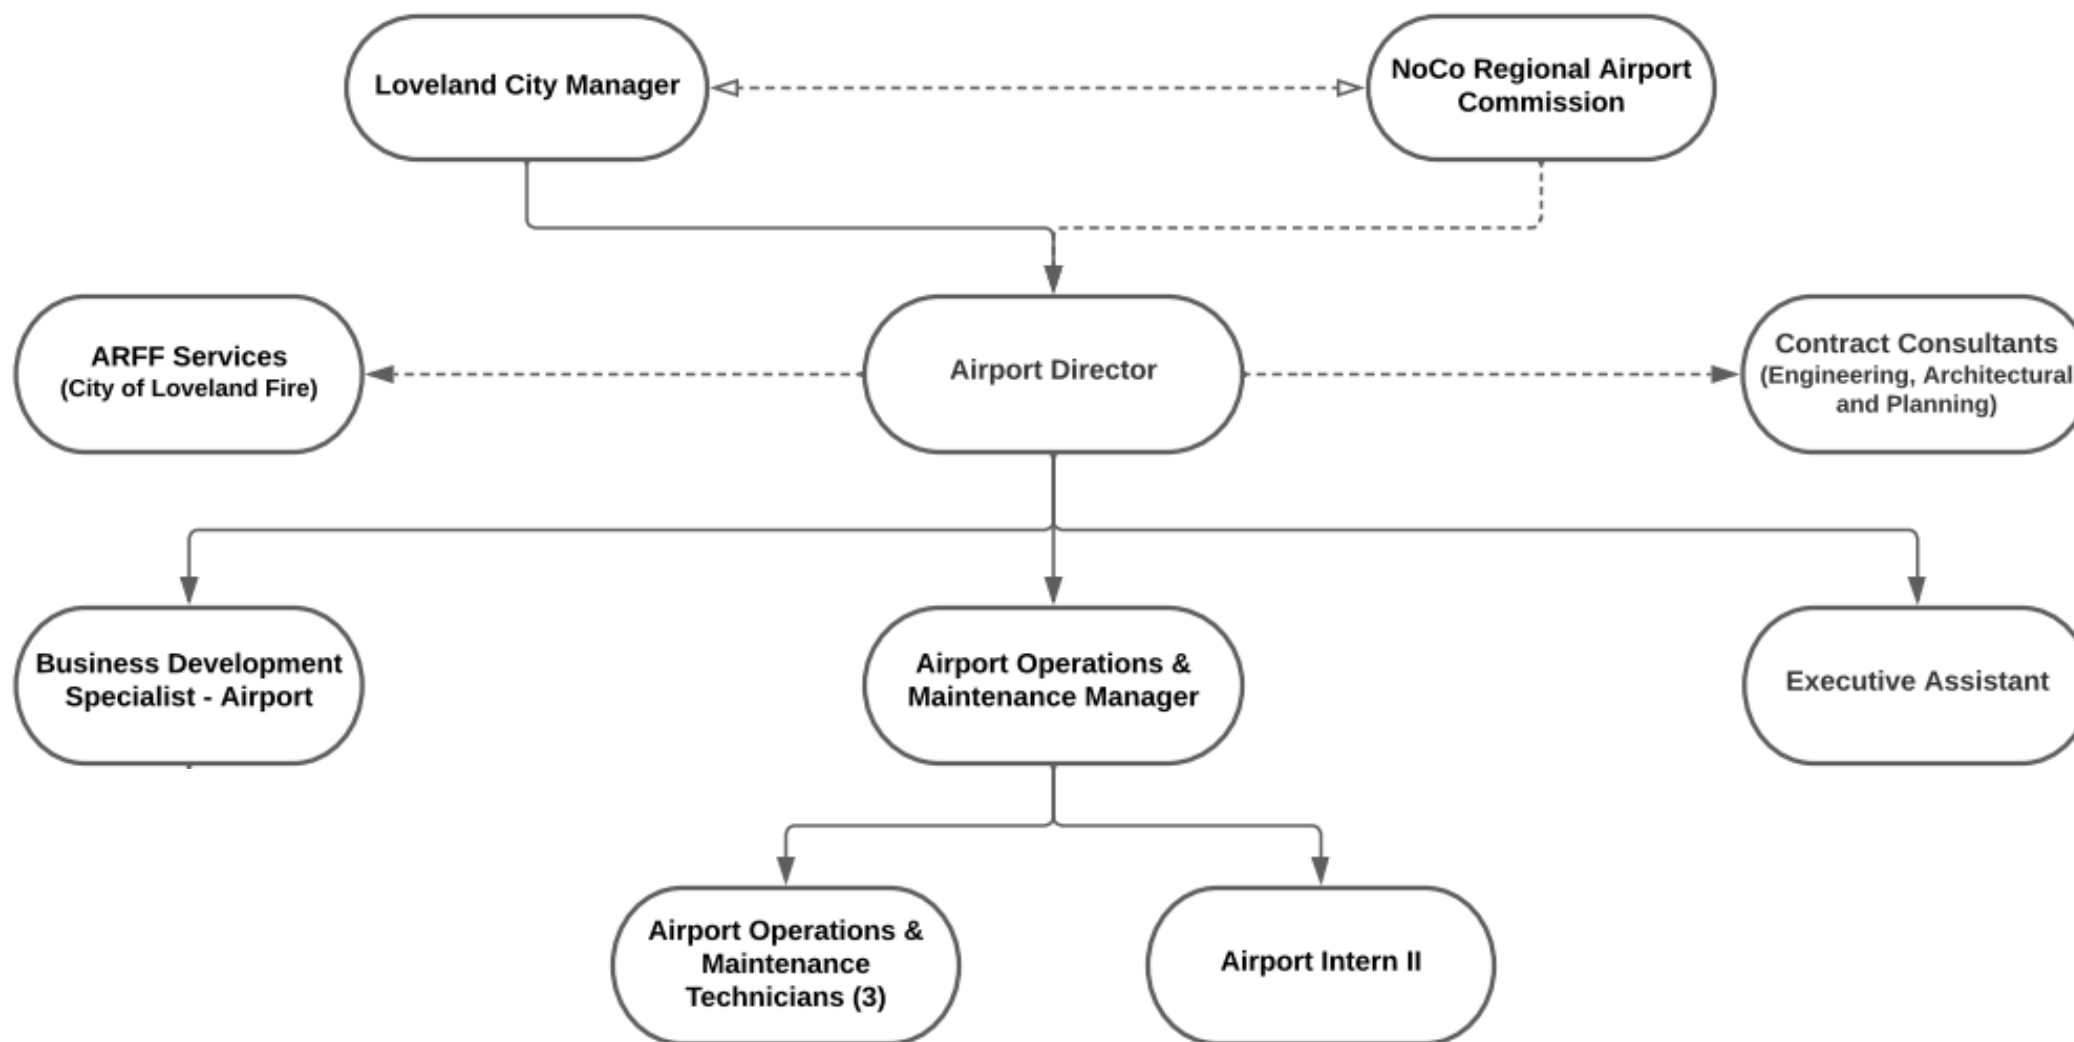 Loveland City Manager
NoCo Regional Airport
Commission
ARFF Services
(City of Loveland Fire)
Airport Director
Contract Consultants
(Engineering, Architectural
and Planning)
Business Development
Specialist - Airport
Airport Operations &
Maintenance Manager
Executive Assistant
Airport Operations &
Maintenance
Technicians (3)
Airport Intern II